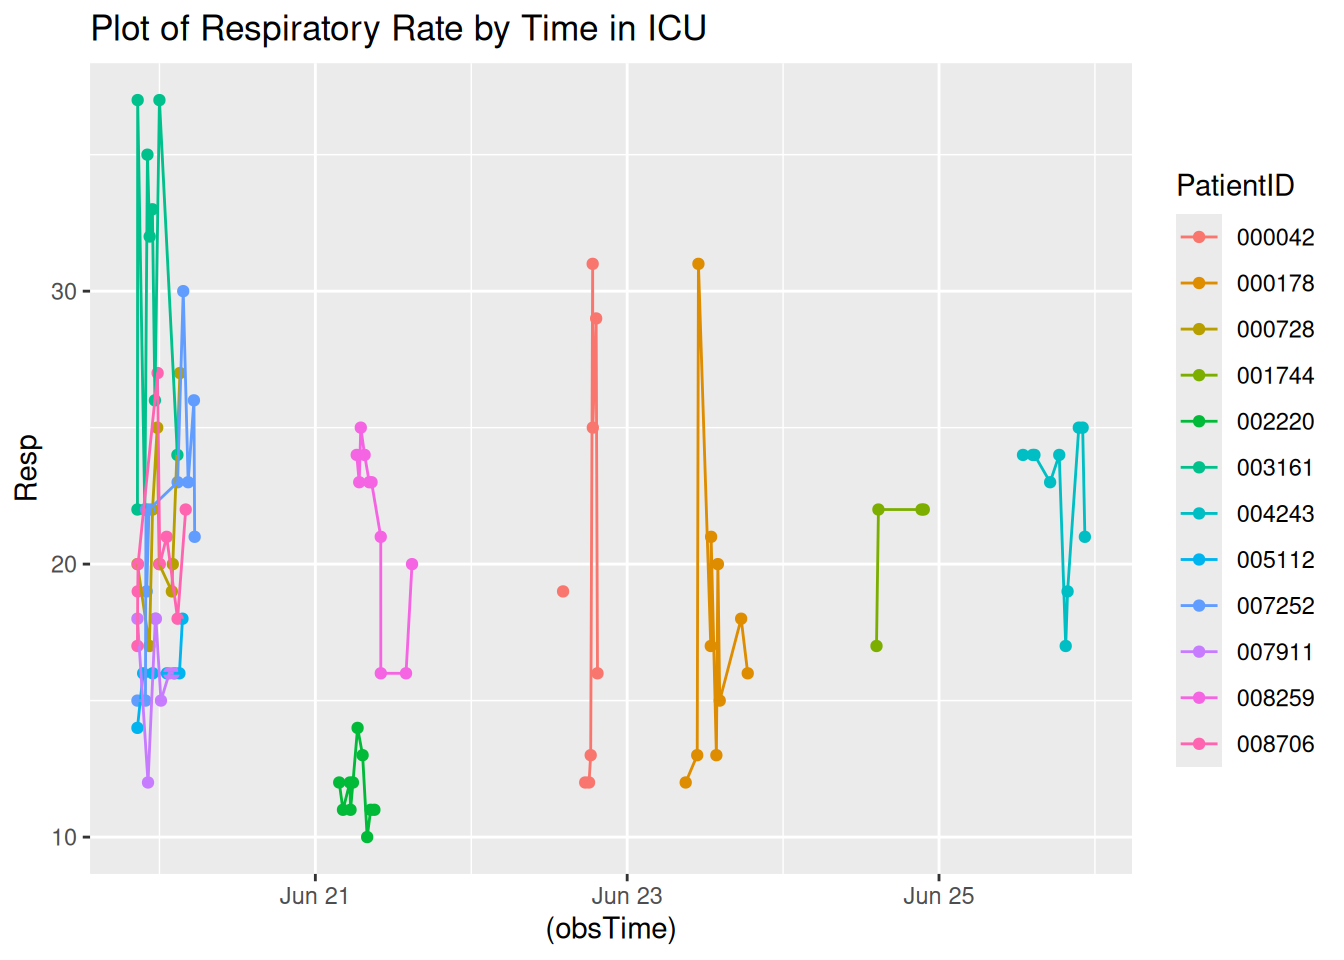 Plot of Respiratory Rate by Time in ICU
Resp
30
20
10
Jun 21
Jun 23
Jun 25
(obsTime)
PatientID
000042
000178
000728
001744
002220
003161
004243
005112
007252
007911
008259
008706